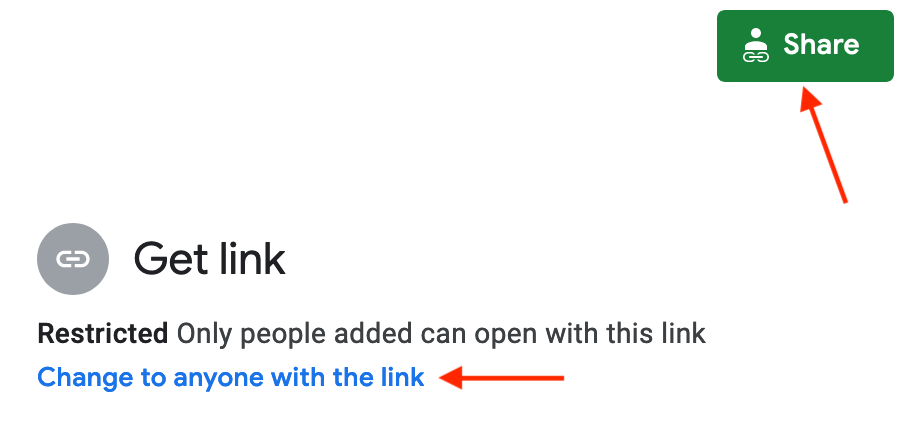 Share
Get link
Restricted Only people added can open with this link
Change to anyone with the link